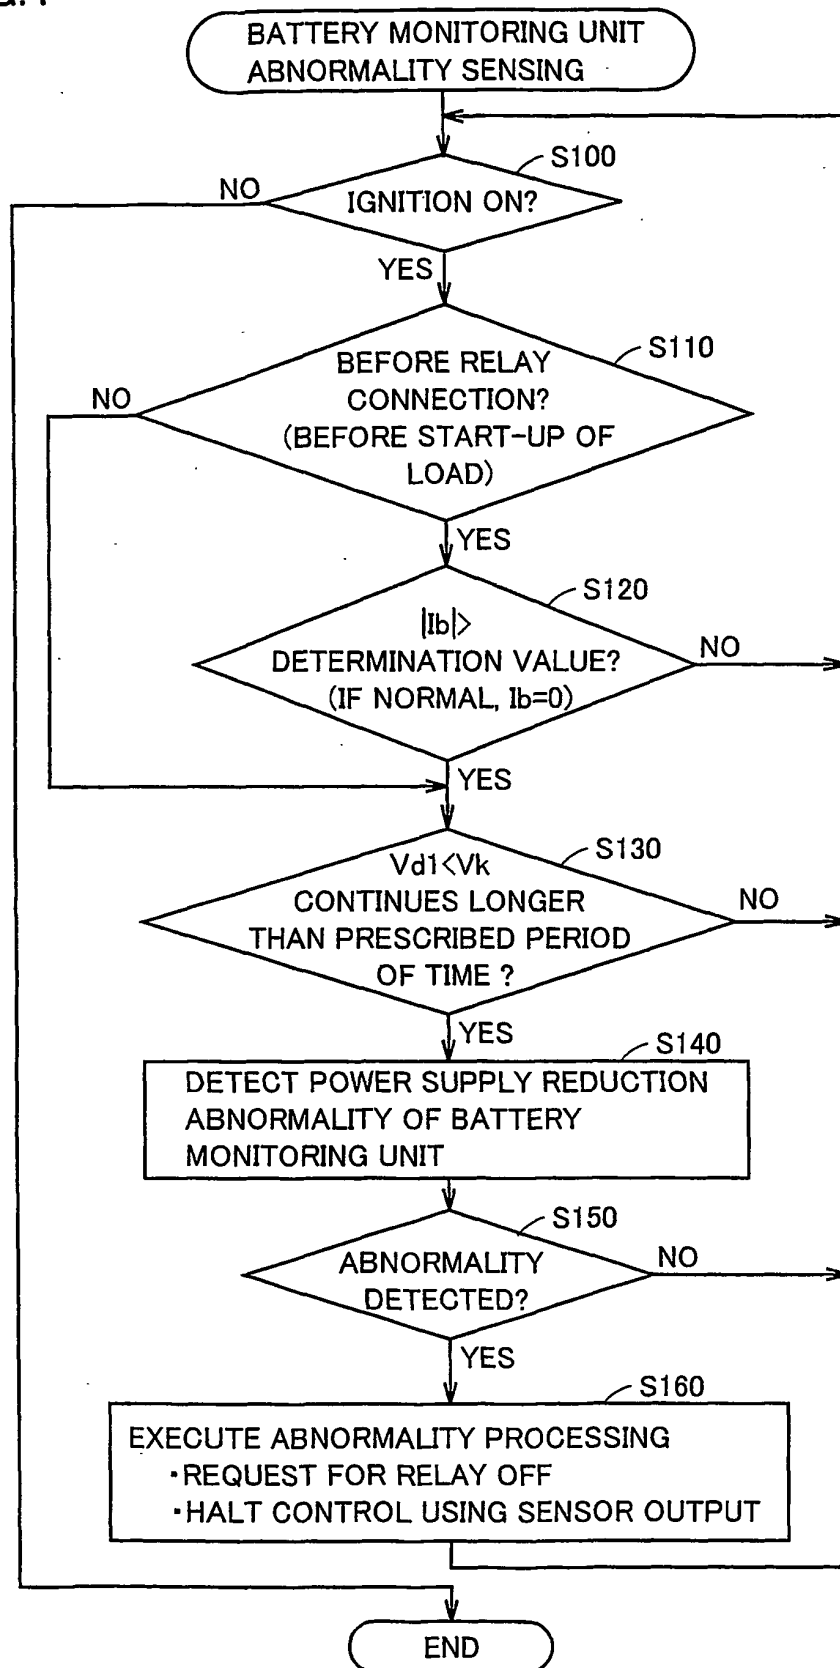 BATTERY MONITORING UNIT
ABNORMALITY SENSING
S100
NO
IGNITION ON?
YES
S110
NO
BEFORE RELAY
CONNECTION?
(BEFORE START-UP OF
LOAD)
YES
S120
|Ib|>
DETERMINATION VALUE?
(IF NORMAL, Ib=0)
NO
YES
S130
Vd1<Vk
CONTINUES LONGER
THAN PRESCRIBED PERIOD
OF TIME ?
NO
YES
S140
DETECT POWER SUPPLY REDUCTION
ABNORMALITY OF BATTERY
MONITORING UNIT
S150
ABNORMALITY
DETECTED?
NO
YES
S160
EXECUTE ABNORMALITY PROCESSING
・REQUEST FOR RELAY OFF
・HALT CONTROL USING SENSOR OUTPUT
END